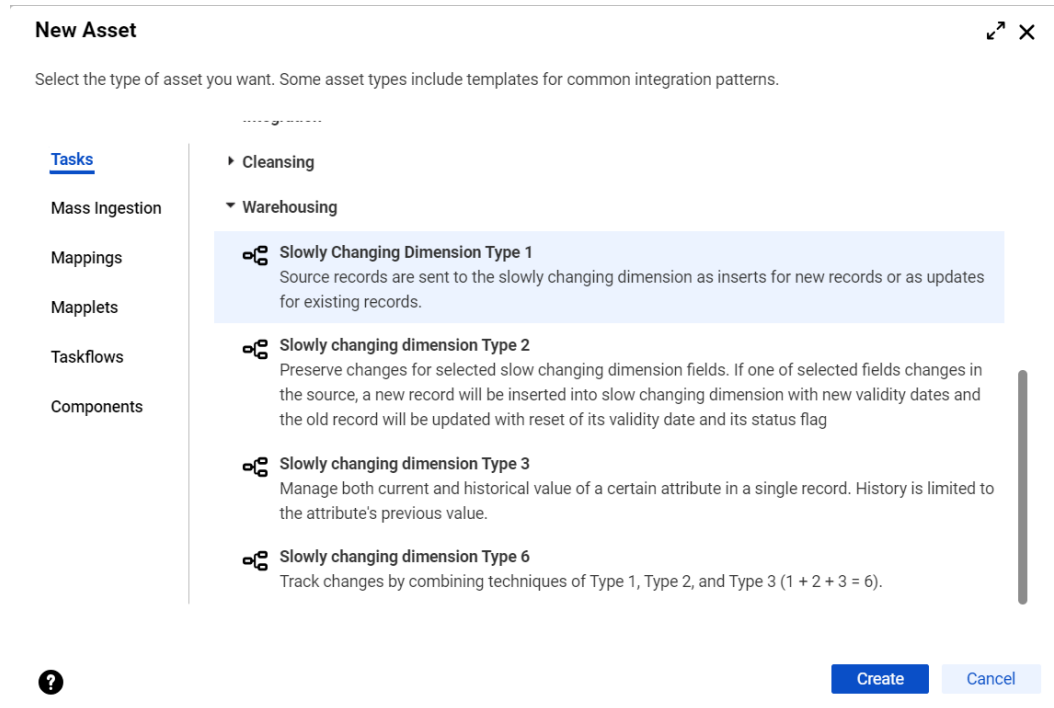 New Asset
Select the type of asset you want. Some asset types include templates for common integration patterns.
Tasks
Mass Ingestion
Mappings
Mapplets
Taskflows
Components
Cleansing
Warehousing
Slowly Changing Dimension Type 1
Source records are sent to the slowly changing dimension as inserts for new records or as updates
for existing records.
Slowly changing dimension Type 2
Preserve changes for selected slow changing dimension fields. If one of selected fields changes in
the source, a new record will be inserted into slow changing dimension with new validity dates and
the old record will be updated with reset of its validity date and its status flag
Slowly changing dimension Type 3
Manage both current and historical value of a certain attribute in a single record. History is limited to
the attribute's previous value.
Slowly changing dimension Type 6
Track changes by combining techniques of Type 1, Type 2, and Type 3 (1 + 2 + 3 = 6).
?
Create
Cancel